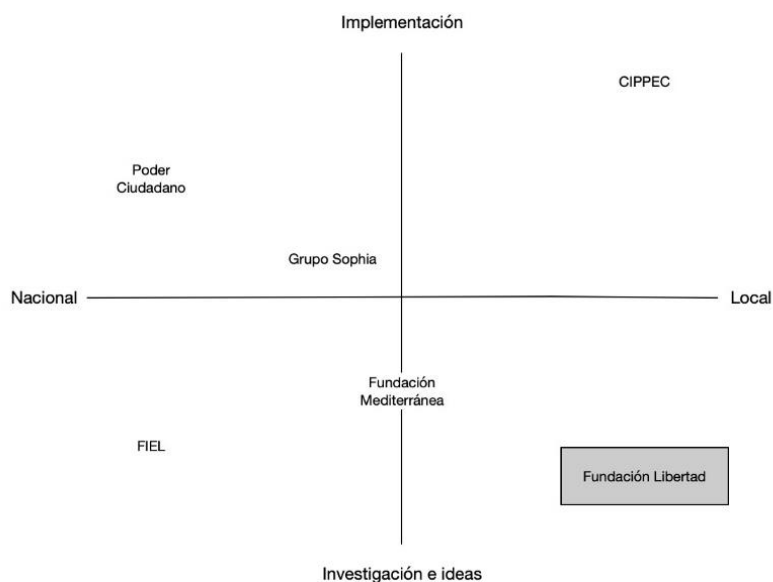 Implementación
CIPPEC
Poder
Ciudadano
Grupo Sophia
Nacional
Local
Fundación
Mediterránea
FIEL
Fundación Libertad
Investigación e ideas